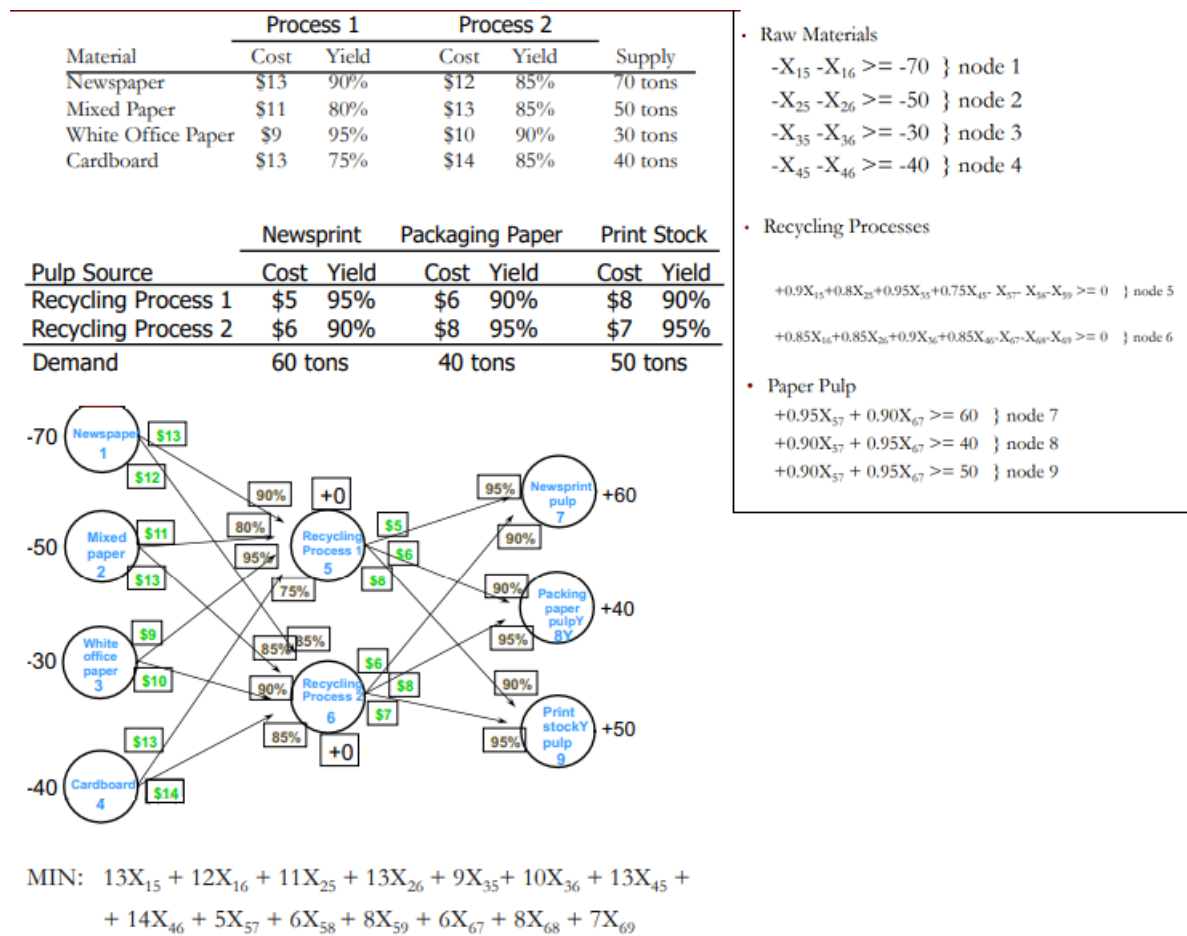 Process 1 Process 2
Material Cost Yield Cost Yield Supply
Newspaper $13 90% $12 85% 70 tons
Mixed Paper $11 80% $13 85% 50 tons
White Office Paper $9 95% $10 90% 30 tons
Cardboard $13 75% $14 85% 40 tons
Newsprint Packaging Paper Print Stock
Pulp Source Cost Yield Cost Yield Cost Yield
Recycling Process 1 $5 95% $6 90% $8 90%
Recycling Process 2 $6 90% $8 95% $7 95%
Demand 60 tons 40 tons 50 tons
• Raw Materials
-X₁₅ -X₁₆ >= -70 } node 1
-X₂₅ -X₂₆ >= -50 } node 2
-X₃₅ -X₃₆ >= -30 } node 3
-X₄₅ -X₄₆ >= -40 } node 4
• Recycling Processes
+0.9X₁₅+0.8X₂₅+0.95X₃₅+0.75X₄₅- X₅₇- X₅₈-X₅₉ >= 0 } node 5
+0.85X₁₆+0.85X₂₆+0.9X₃₆+0.85X₄₆-X₆₇-X₆₈-X₆₉ >= 0 } node 6
• Paper Pulp
+0.95X₅₇ + 0.90X₆₇ >= 60 } node 7
+0.90X₅₇ + 0.95X₆₇ >= 40 } node 8
+0.90X₅₇ + 0.95X₆₇ >= 50 } node 9
-70
Newspape
1
$13
$12
-50
Mixed
paper
2
$11
$13
-30
White
office
paper
3
$9
$10
-40
Cardboard
4
$13
$14
90%
80%
95%
75%
+0
Recycling
Process 1
5
$5
$6
$8
85%
85%
90%
85%
Recycling
Process 2
6
+0
$6
$8
$7
95%
90%
Newsprint
pulp
7
+60
90%
95%
Packing
paper
pulpY
8Y
+40
90%
95%
Print
stockY
pulp
9
+50
MIN: 13X₁₅ + 12X₁₆ + 11X₂₅ + 13X₂₆ + 9X₃₅+ 10X₃₆ + 13X₄₅ +
+ 14X₄₆ + 5X₅₇ + 6X₅₈ + 8X₅₉ + 6X₆₇ + 8X₆₈ + 7X₆₉